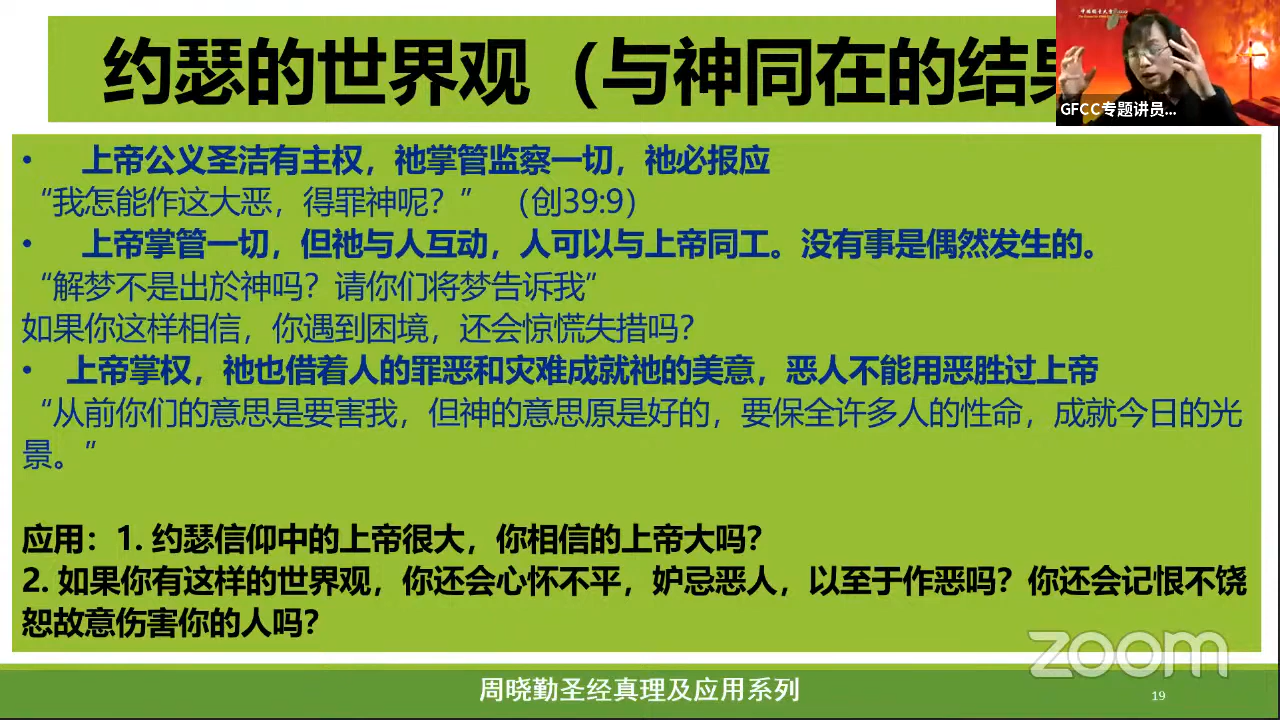 约瑟的世界观（与神同在的结果
GFCC专题讲员...
• 上帝公义圣洁有主权，祂掌管监察一切，祂必报应
“我怎能作这大恶，得罪神呢？” （创39:9）
• 上帝掌管一切，但祂与人互动，人可以与上帝同工。没有事是偶然发生的。
“解梦不是出於神吗？请你们将梦告诉我”
如果你这样相信，你遇到困境，还会惊慌失措吗？
• 上帝掌权，祂也借着人的罪恶和灾难成就祂的美意，恶人不能用恶胜过上帝
“从前你们的意思是要害我，但神的意思原是好的，要保全许多人的性命，成就今日的光
景。”
应用：1. 约瑟信仰中的上帝很大，你相信的上帝大吗？
2. 如果你有这样的世界观，你还会心怀不平，妒忌恶人，以至于作恶吗？你还会记恨不饶
恕故意伤害你的人吗？
zoom
周晓勤圣经真理及应用系列
19